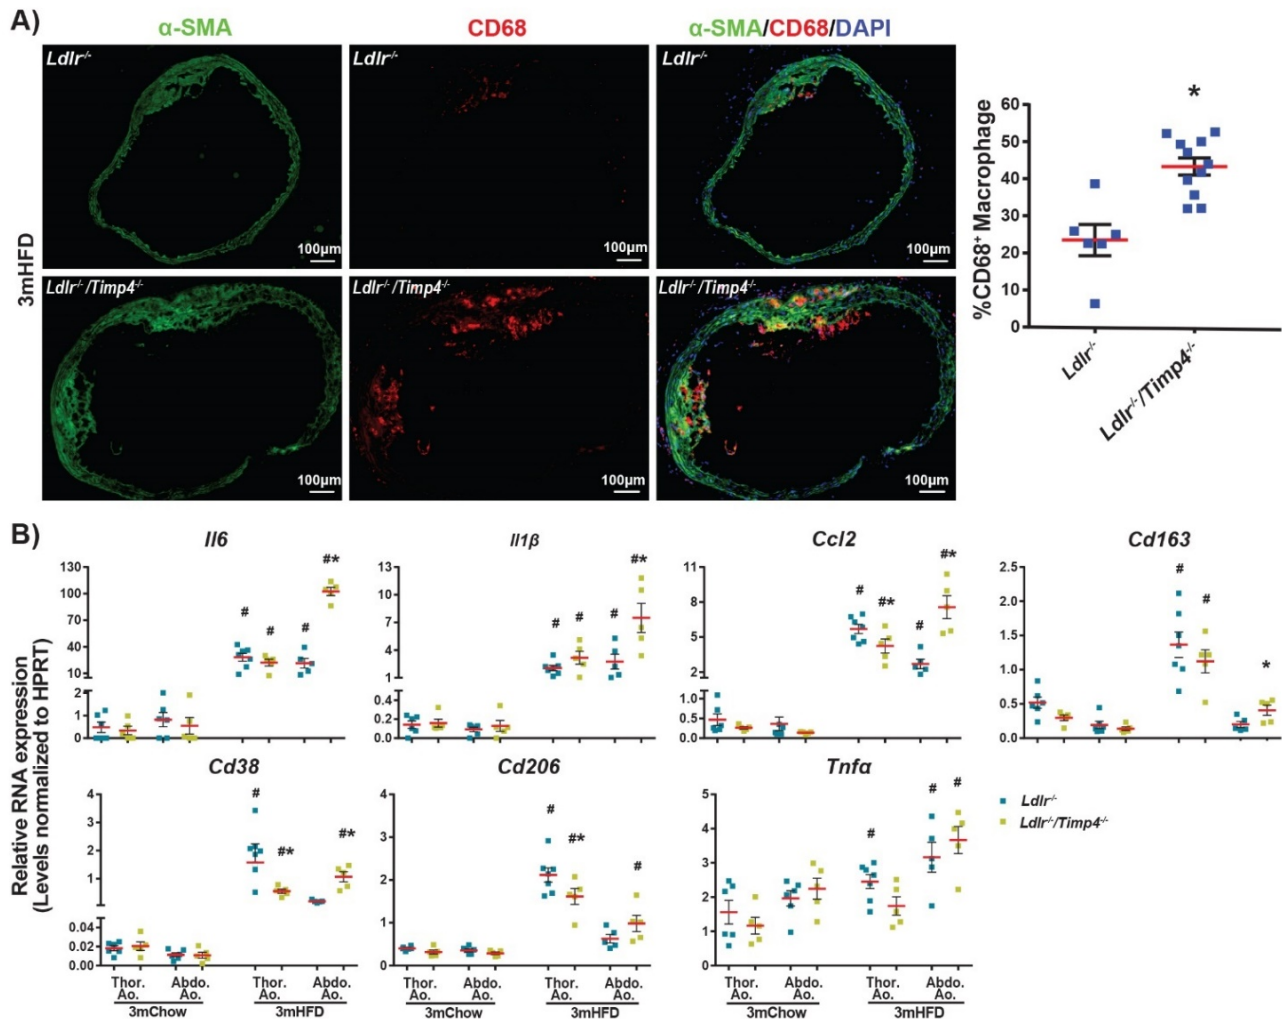 A)
α-SMA
CD68
α-SMA/CD68/DAPI
3mHFD
Ldlr-/-
100µm
Ldlr-/-
100µm
Ldlr-/-
100µm
Ldlr-/-/Timp4-/-
100µm
Ldlr-/-/Timp4-/-
100µm
Ldlr-/-/Timp4-/-
100µm
%CD68+ Macrophage
*
60
50
40
30
20
10
0
Ldlr-/-
Ldlr-/-/Timp4-/-
B)
Relative RNA expression
(Levels normalized to HPRT)
Il6
130
100
70
40
10
2
1
0
# # # #*
Il1β
13
10
7
4
1
0.4
0.2
0.0
# # # #*
Ccl2
11
8
5
2
1.0
0.5
0.0
# #* # #*
Cd163
2.5
2.0
1.5
1.0
0.5
0.0
# # *
Cd38
4
3
2
1
0.04
0.02
0.00
# #* #*
Thor. Ao.
Abdo. Ao.
Thor. Ao.
Abdo. Ao.
3mChow
3mHFD
Cd206
4
3
2
1
0
# #* #
Thor. Ao.
Abdo. Ao.
Thor. Ao.
Abdo. Ao.
3mChow
3mHFD
Tnfα
5
4
3
2
1
0
# # #
Thor. Ao.
Abdo. Ao.
Thor. Ao.
Abdo. Ao.
3mChow
3mHFD
Ldlr-/-
Ldlr-/-/Timp4-/-